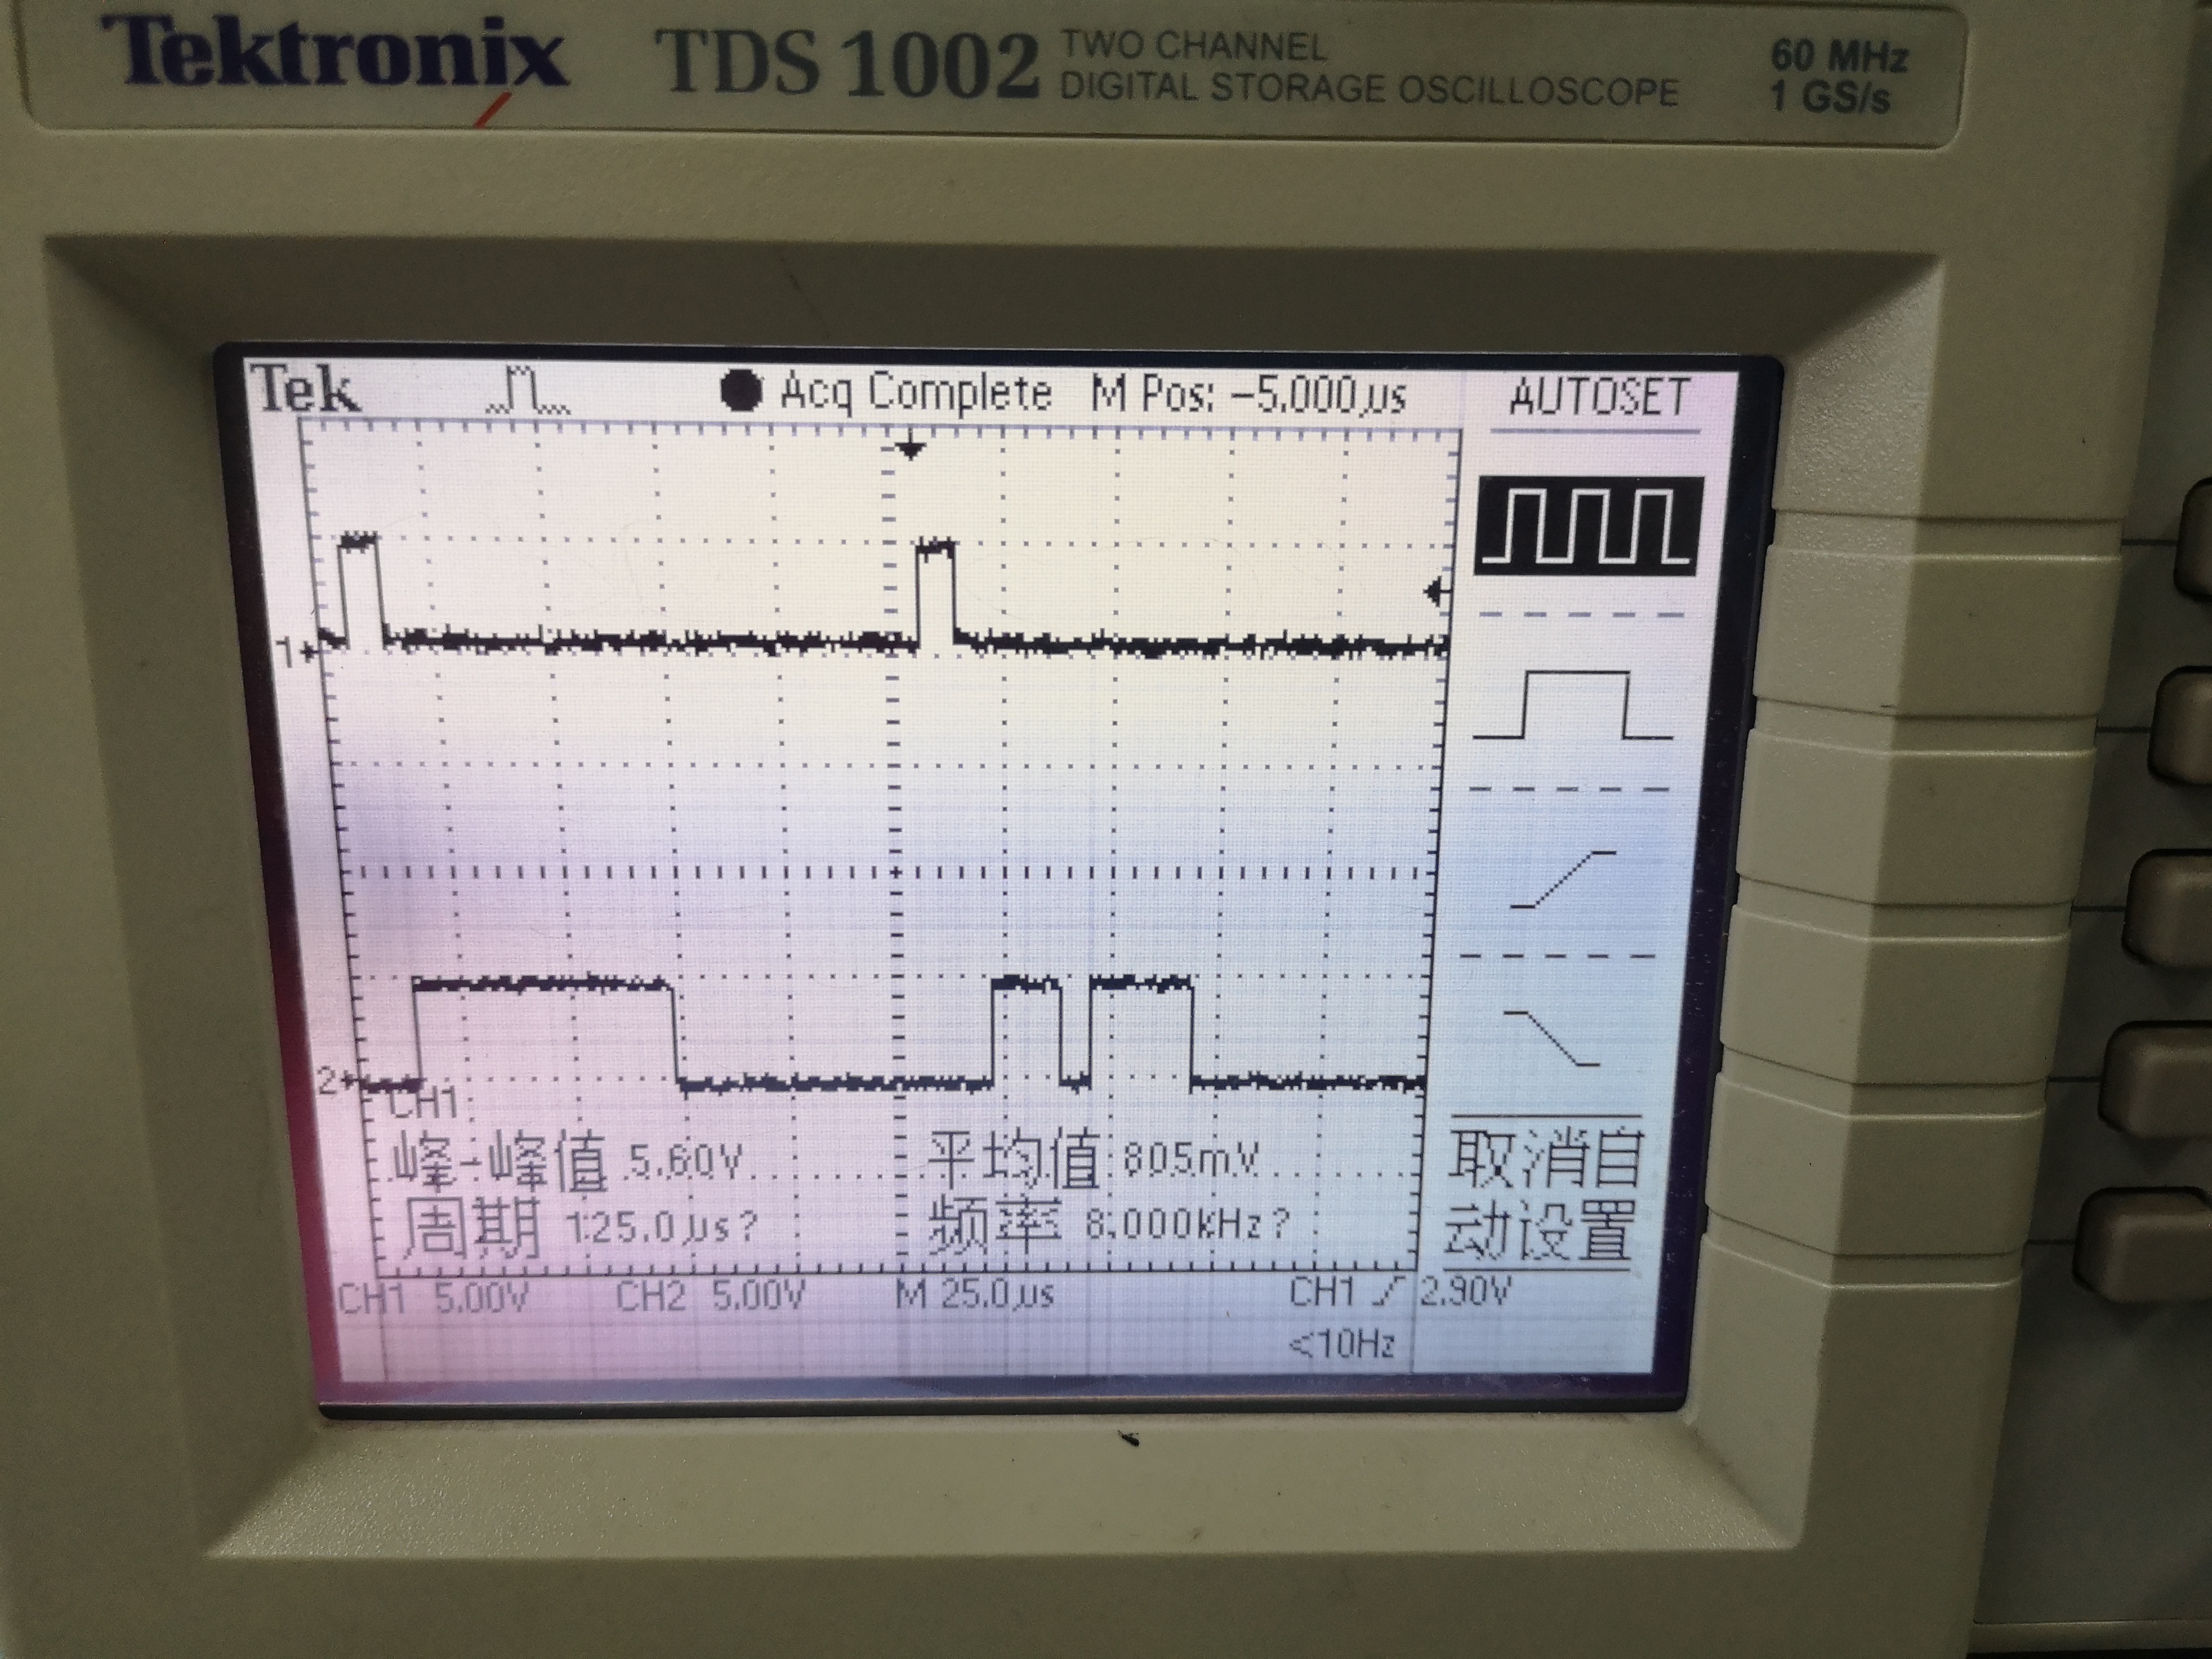 Tektronix TDS 1002 TWO CHANNEL 60 MHz
DIGITAL STORAGE OSCILLOSCOPE 1 GS/s
Tek Acq Complete M Pos: -5.000µs AUTOSET
1
2
CH1
峰-峰值 5.60V 平均值 805mV 取消自
周期 125.0µs? 频率 8.000kHz? 动设置
CH1 5.00V CH2 5.00V M 25.0µs CH1 2.90V
<10Hz